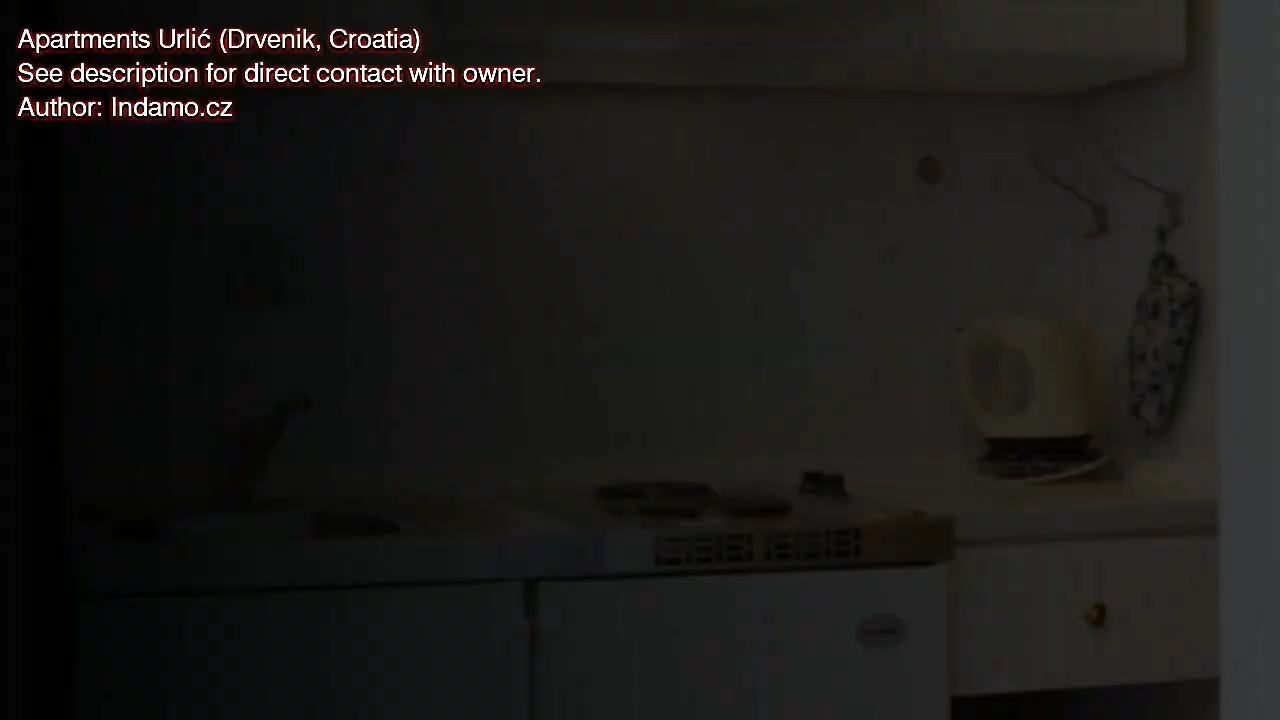 Apartments Urlić (Drvenik, Croatia)
See description for direct contact with owner.
Author: Indamo.cz